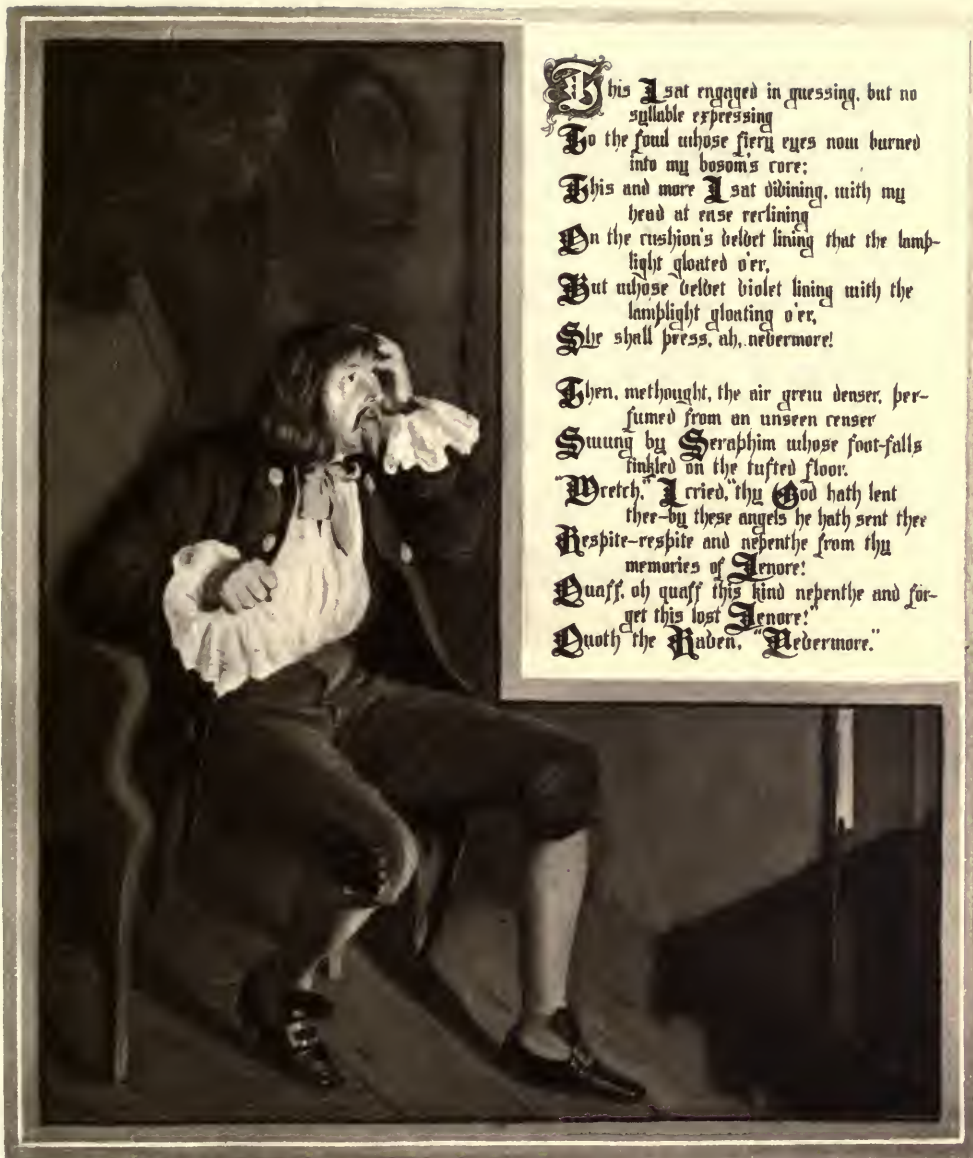 This I sat engaged in guessing, but no
syllable expressing
To the fowl whose fiery eyes now burned
into my bosom's core;
This and more I sat divining, with my
head at ease reclining
On the cushion's velvet lining that the lamp-
light gloated o'er,
But whose velvet violet lining with the
lamplight gloating o'er,
She shall press, ah, nevermore!
Then, methought, the air grew denser, per-
fumed from an unseen censer
Swung by Seraphim whose foot-falls
tinkled on the tufted floor.
"Wretch," I cried, "thy God hath lent
thee-by these angels he hath sent thee
Respite-respite and nepenthe from thy
memories of Lenore!
Quaff, oh quaff this kind nepenthe and for-
get this lost Lenore!"
Quoth the Raven, "Nevermore."